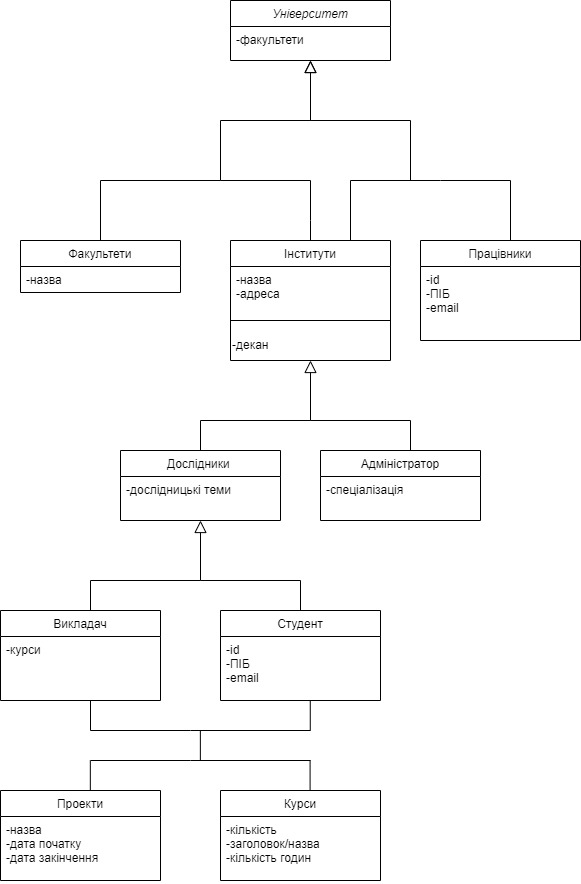 Університет
-факультети
Факультети
-назва
Інститути
-назва
-адреса
-декан
Працівники
-id
-ПІБ
-email
Дослідники
-дослідницькі теми
Адміністратор
-спеціалізація
Викладач
-курси
Студент
-id
-ПІБ
-email
Проекти
-назва
-дата початку
-дата закінчення
Курси
-кількість
-заголовок/назва
-кількість годин